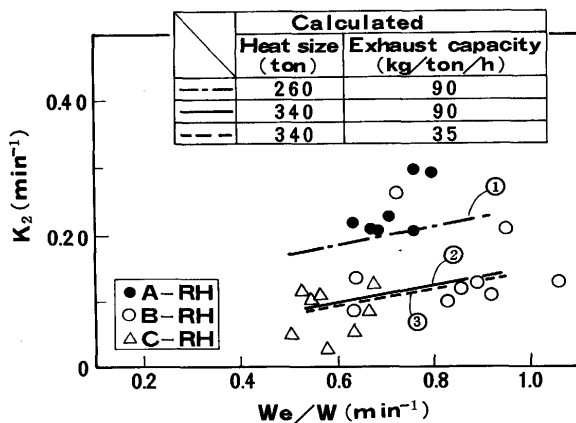 Calculated
Heat size (ton) Exhaust capacity (kg/ton/h)
260 90
340 90
340 35
K₂ (min⁻¹)
0.40
0.20
0
①
②
③
● A-RH
○ B-RH
△ C-RH
0.2 0.4 0.6 0.8 1.0
We/W (min⁻¹)